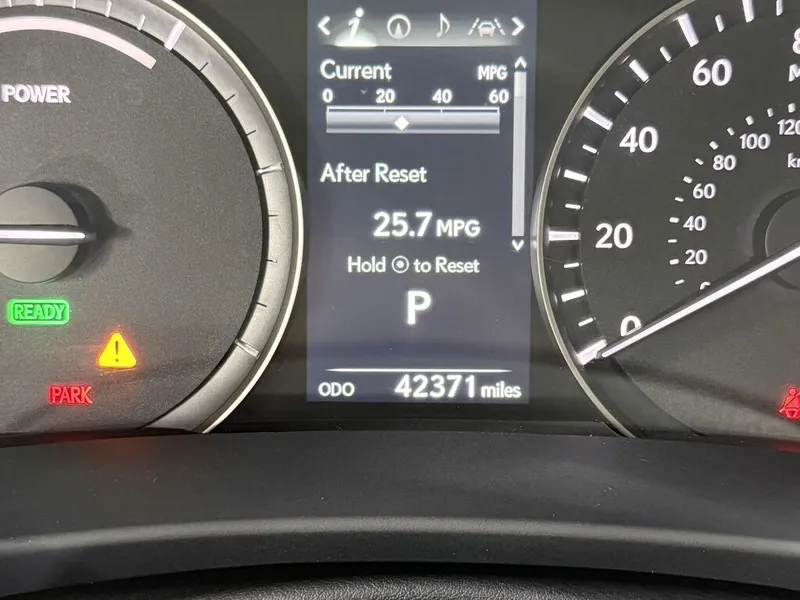 POWER
READY
PARK
Current MPG
0 20 40 60
After Reset
25.7 MPG
Hold to Reset
P
ODO 42371 miles
0
20
40
60
20
40
60
80
100
120